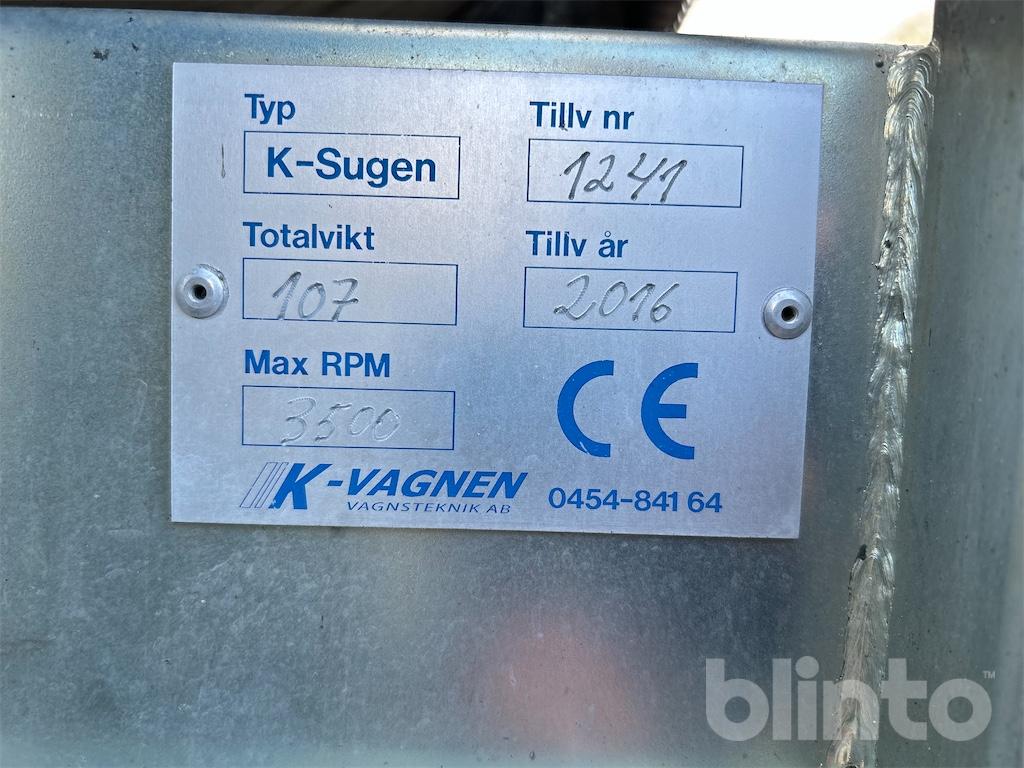 Typ
K-Sugen
Tillv nr
1241
Totalvikt
107
Tillv år
2016
Max RPM
3500
CE
K-VAGNEN
VAGNSTEKNIK AB
0454-841 64
blinto™